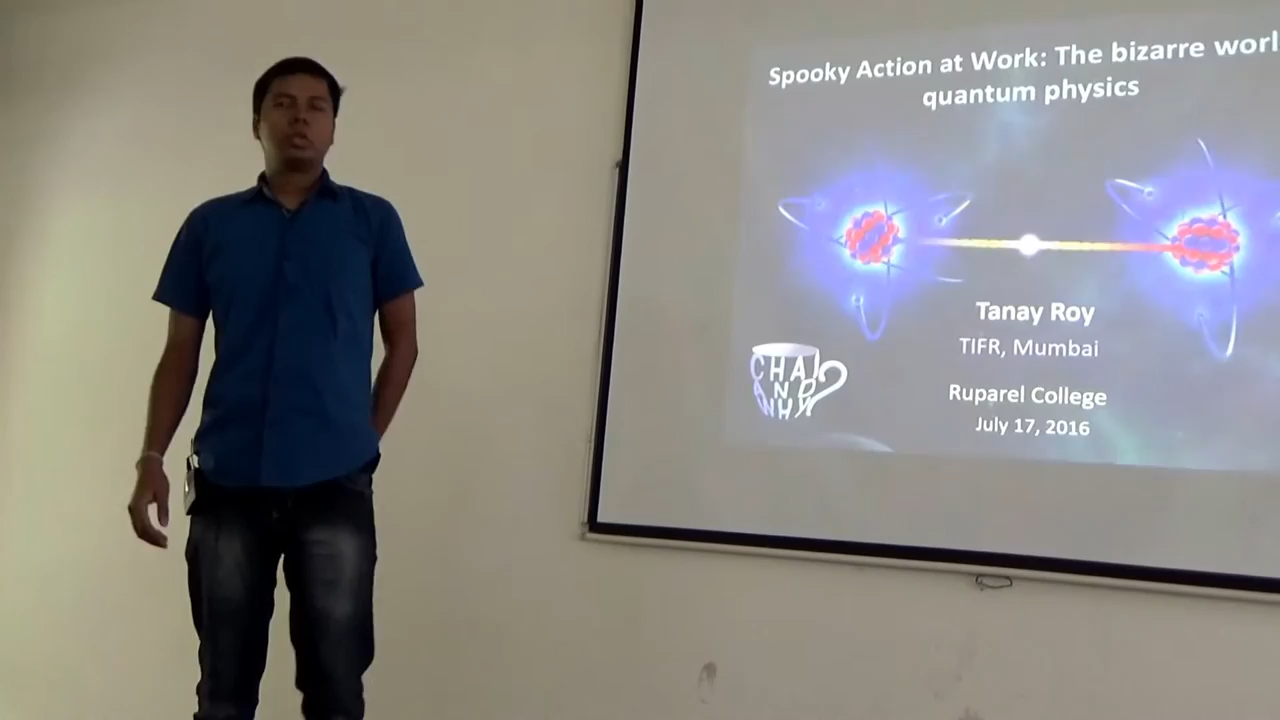 Spooky Action at Work: The bizarre worl
quantum physics
Tanay Roy
TIFR, Mumbai
Ruparel College
July 17, 2016
CHAI
AND
WHY